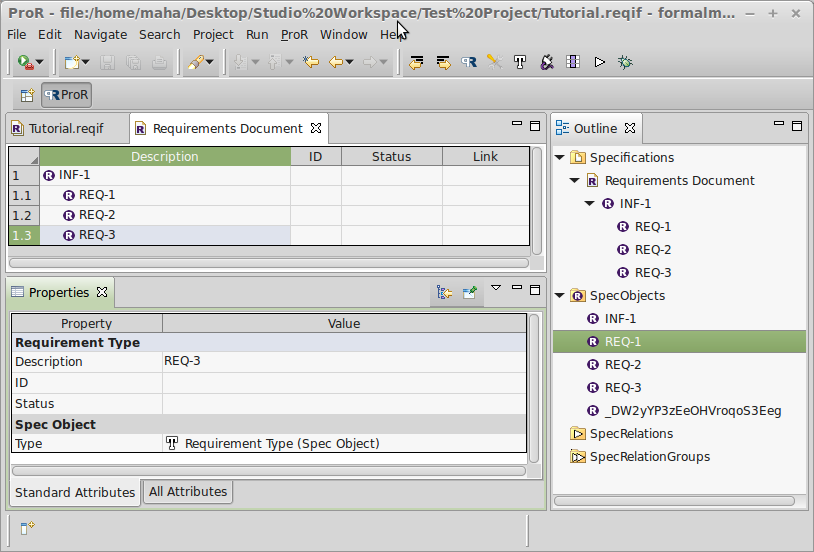 ProR - file:/home/maha/Desktop/Studio%20Workspace/Test%20Project/Tutorial.reqif - formalm...
File Edit Navigate Search Project Run ProR Window Help
ProR
Tutorial.reqif Requirements Document
Description ID Status Link
1 INF-1
1.1 REQ-1
1.2 REQ-2
1.3 REQ-3
Properties
Property Value
Requirement Type
Description REQ-3
ID
Status
Spec Object
Type Requirement Type (Spec Object)
Standard Attributes All Attributes
Outline
Specifications
Requirements Document
INF-1
REQ-1
REQ-2
REQ-3
SpecObjects
INF-1
REQ-1
REQ-2
REQ-3
_DW2yYP3zEeOHVroqoS3Eeg
SpecRelations
SpecRelationGroups